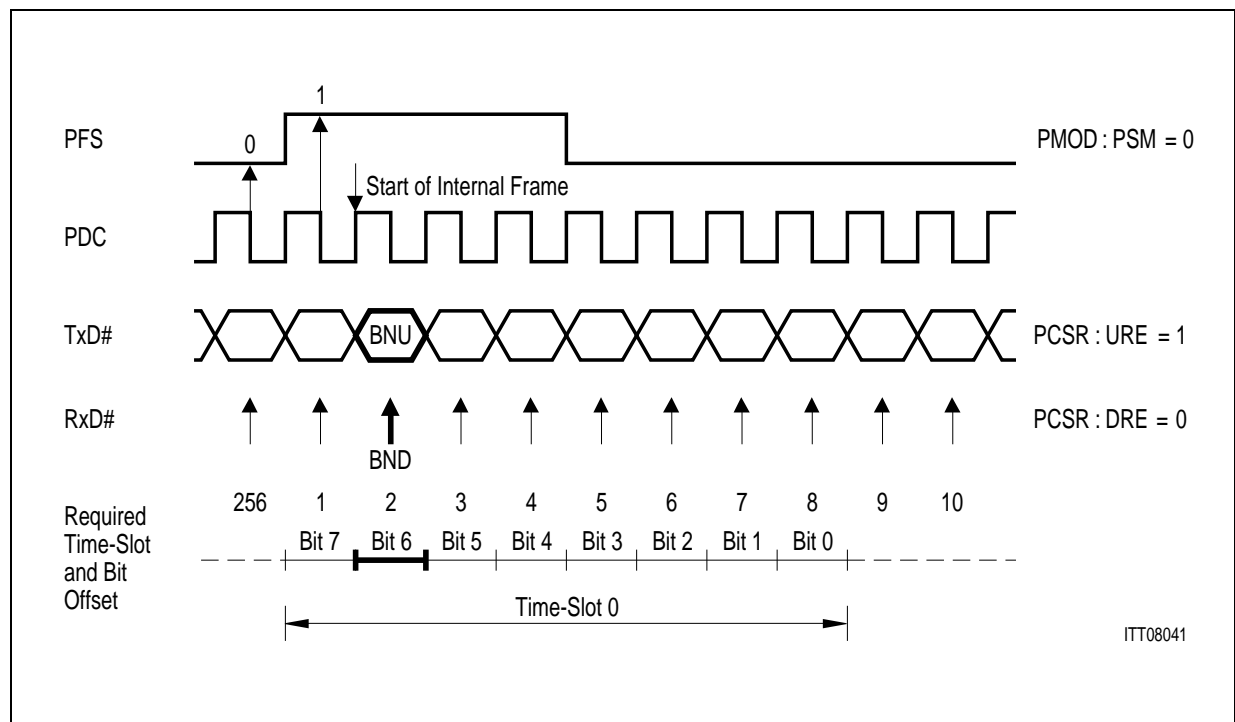 1
PFS 0 PMOD : PSM = 0
Start of Internal Frame
PDC
TxD# BNU PCSR : URE = 1
RxD# PCSR : DRE = 0
BND
256 1 2 3 4 5 6 7 8 9 10
Required
Time-Slot
and Bit
Offset
Bit 7 Bit 6 Bit 5 Bit 4 Bit 3 Bit 2 Bit 1 Bit 0
Time-Slot 0
ITT08041